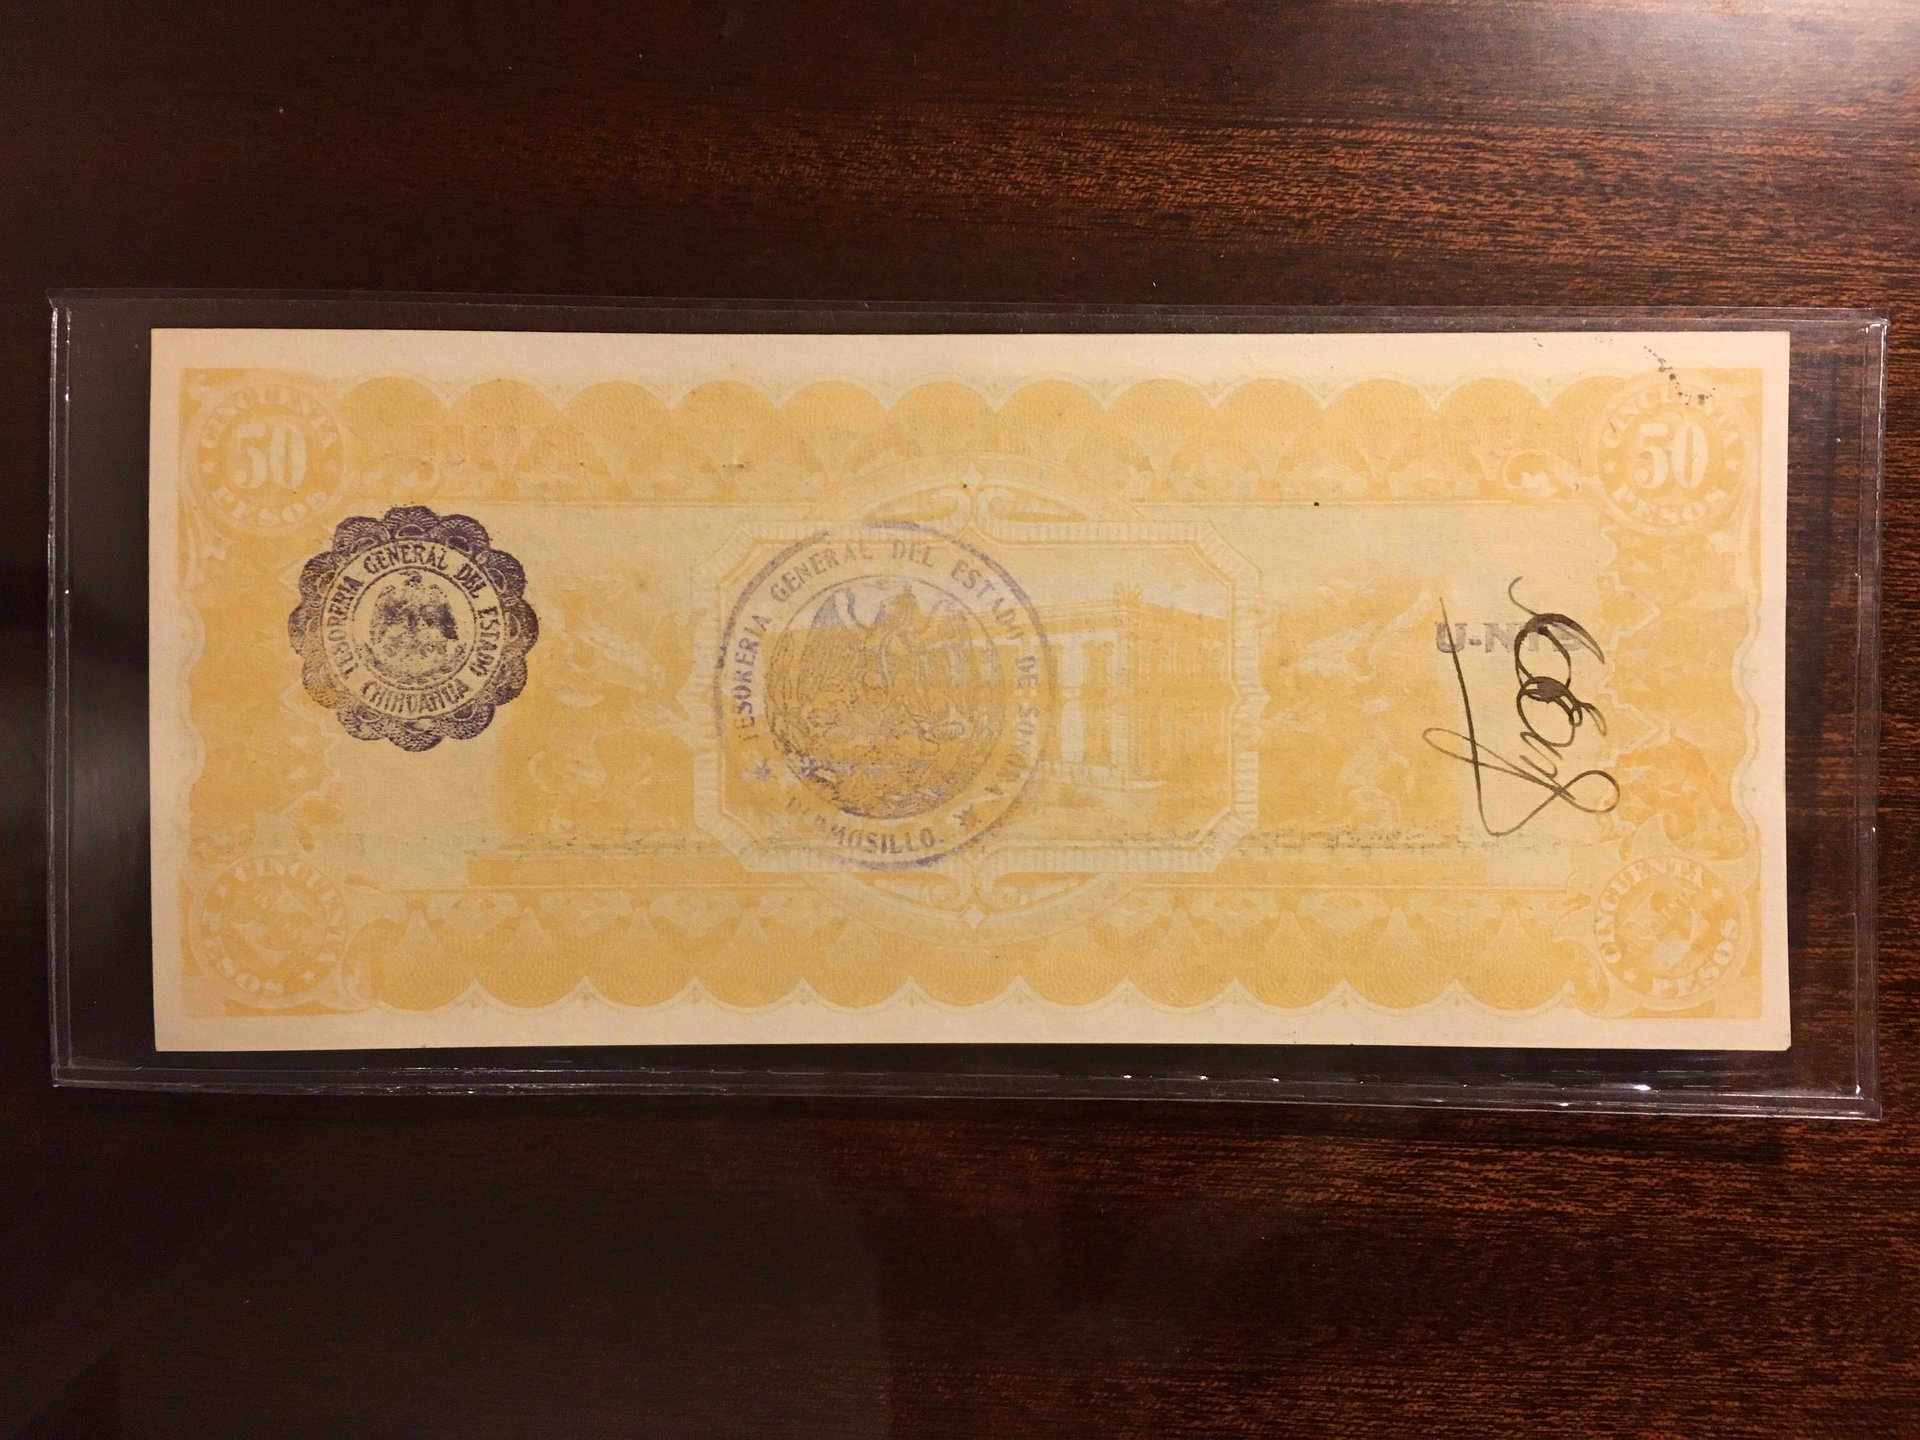 CINCUENTA
50
PESOS
CINCUENTA
50
PESOS
TESORERIA GENERAL DEL ESTADO
CHIHUAHUA
TESORERIA GENERAL DEL ESTADO DE SONORA
HERMOSILLO.
CINCUENTA
PESOS
CINCUENTA
PESOS